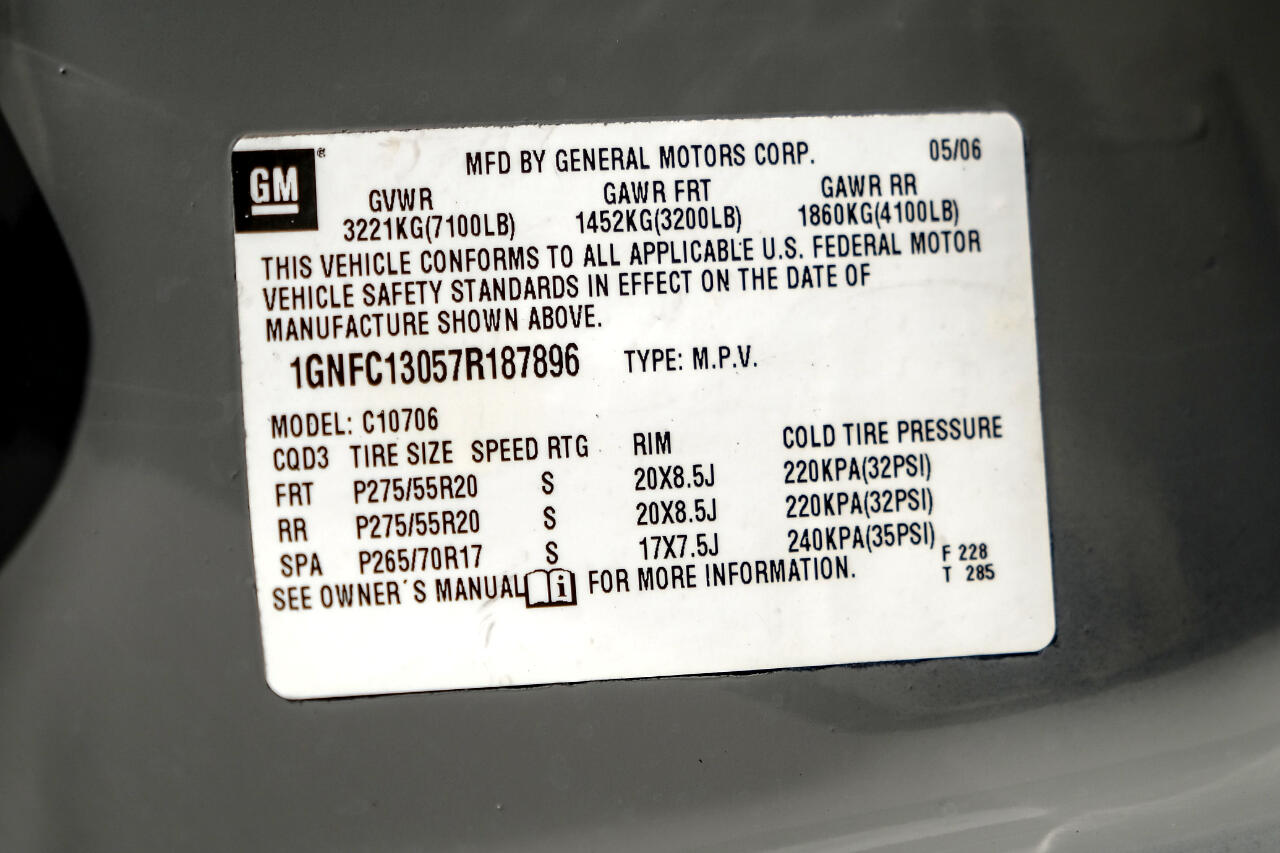 GM®
MFD BY GENERAL MOTORS CORP. 05/06
GVWR GAWR FRT GAWR RR
3221KG(7100LB) 1452KG(3200LB) 1860KG(4100LB)
THIS VEHICLE CONFORMS TO ALL APPLICABLE U.S. FEDERAL MOTOR
VEHICLE SAFETY STANDARDS IN EFFECT ON THE DATE OF
MANUFACTURE SHOWN ABOVE.
1GNFC13057R187896 TYPE: M.P.V.
MODEL: C10706
CQD3 TIRE SIZE SPEED RTG RIM COLD TIRE PRESSURE
FRT P275/55R20 S 20X8.5J 220KPA(32PSI)
RR P275/55R20 S 20X8.5J 220KPA(32PSI)
SPA P265/70R17 S 17X7.5J 240KPA(35PSI)
SEE OWNER´S MANUAL i FOR MORE INFORMATION.
F 228
T 285